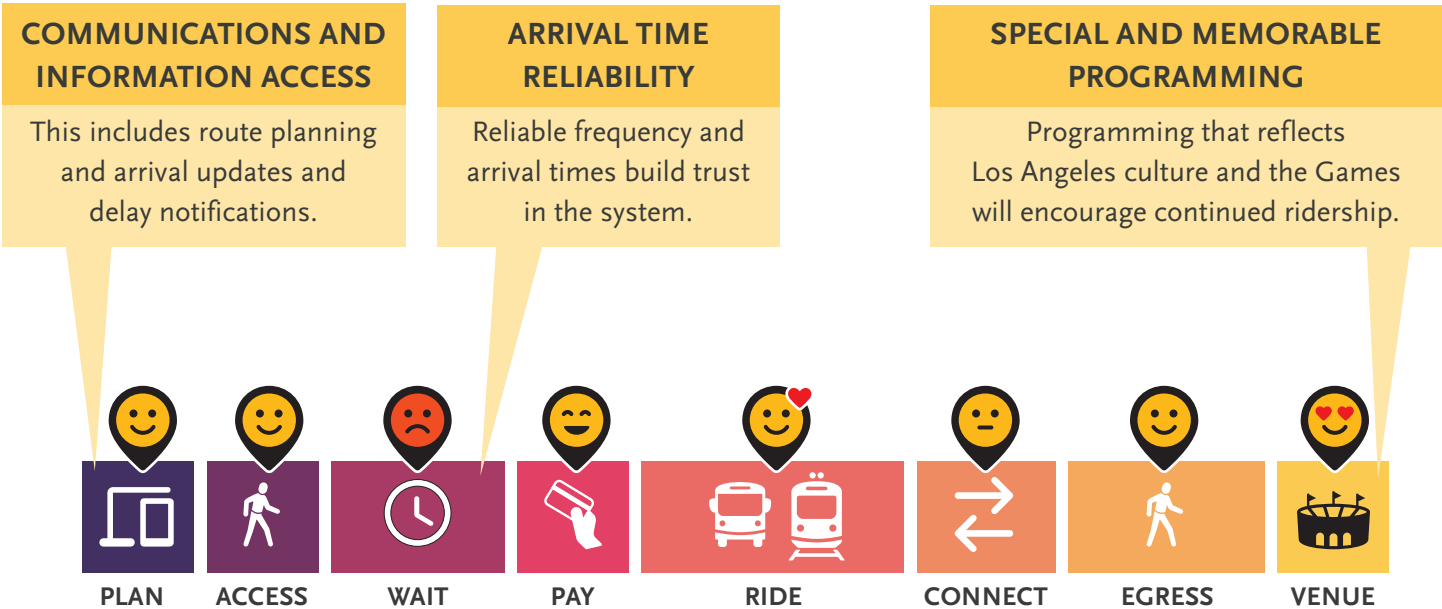 COMMUNICATIONS AND
INFORMATION ACCESS
This includes route planning
and arrival updates and
delay notifications.
ARRIVAL TIME
RELIABILITY
Reliable frequency and
arrival times build trust
in the system.
SPECIAL AND MEMORABLE
PROGRAMMING
Programming that reflects
Los Angeles culture and the Games
will encourage continued ridership.
PLAN
ACCESS
WAIT
PAY
RIDE
CONNECT
EGRESS
VENUE